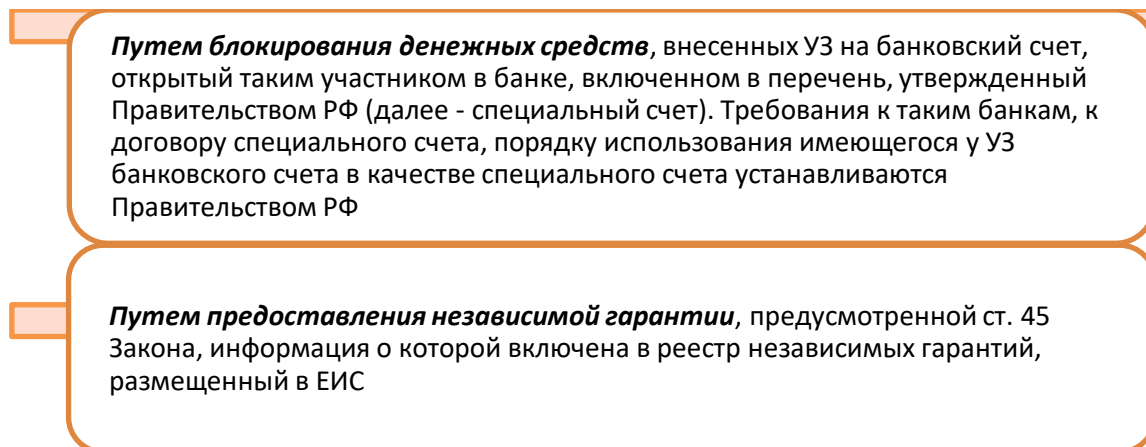 Путем блокирования денежных средств, внесенных УЗ на банковский счет,
открытый таким участником в банке, включенном в перечень, утвержденный
Правительством РФ (далее - специальный счет). Требования к таким банкам, к
договору специального счета, порядку использования имеющегося у УЗ
банковского счета в качестве специального счета устанавливаются
Правительством РФ
Путем предоставления независимой гарантии, предусмотренной ст. 45
Закона, информация о которой включена в реестр независимых гарантий,
размещенный в ЕИС